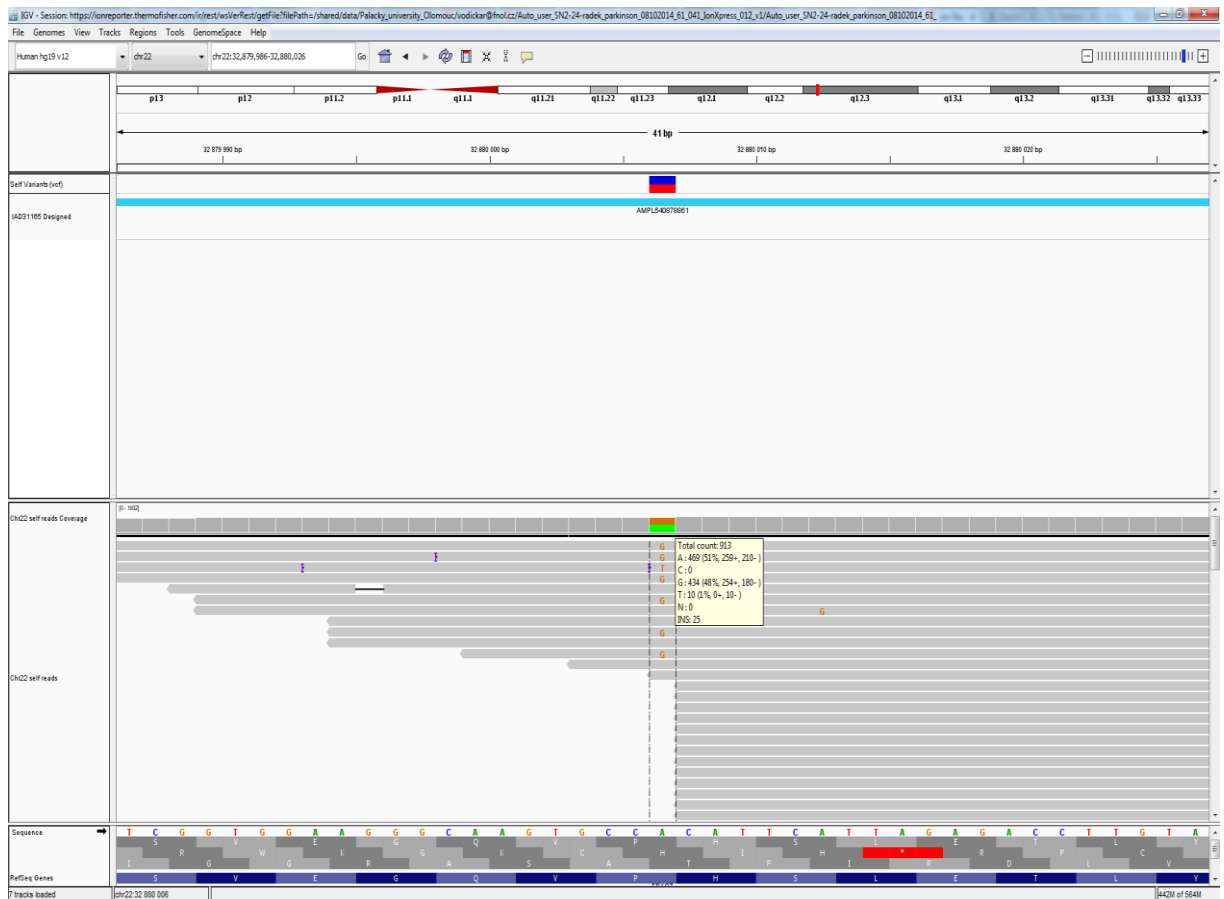 IGV - Session: https://ionreporter.thermofisher.com/ir/rest/wsVerRest/getFile?filePath=/shared/data/Palacky_university_Olomouc/vodickar@fnol.cz/Auto_user_SN2-24-radek_parkinson_08102014_61_041_IonXpress_012_v1/Auto_user_SN2-24-radek_parkinson_08102014_61_
File Genomes View Tracks Regions Tools GenomeSpace Help
Human hg19 v12 chr22 chr22:32,879,986-32,880,026 Go
p13 p12 p11.2 p11.1 q11.1 q11.21 q11.22 q11.23 q12.1 q12.2 q12.3 q13.1 q13.2 q13.31 q13.32 q13.33
41 bp
32 879 990 bp 32 880 000 bp 32 880 010 bp 32 880 020 bp
Self Variants (vcf)
IAD31165 Designed
AMPL540878861
[0 - 1832]
Chr22 self reads Coverage
G
G
T
G
G
G
G
G
Total count: 913
A : 469 (51%, 259+, 210- )
C : 0
G : 434 (48%, 254+, 180- )
T : 10 (1%, 0+, 10- )
N : 0
INS: 25
Chr22 self reads
Sequence T C G G T G G A A G G G C A A G T G C C A C A T T C A T T A G A G A C C T T G T A
S V E G Q V P H S L E T L Y
R W K G K C H I H * R P C
I G G R A S A T F I R D L V
RefSeq Genes S V E G Q V P H S L E T L Y
7 tracks loaded chr22:32 880 006 442M of 564M